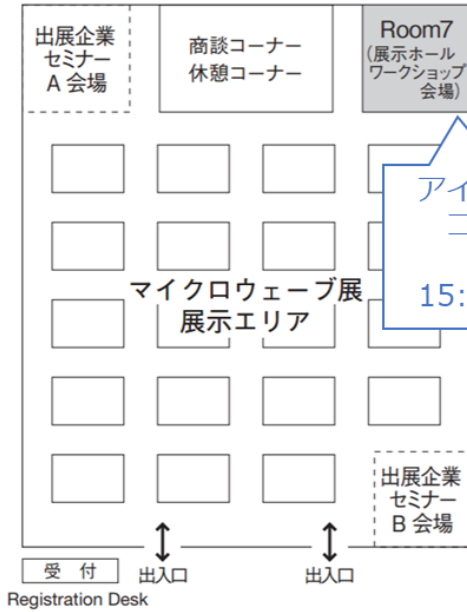 出展企業
セミナー
A 会場
商談コーナー
休憩コーナー
Room7
(展示ホール
ワークショップ
会場)
アイ
コ
15:
マイクロウェーブ展
展示エリア
出展企業
セミナー
B 会場
受 付
出入口
出入口
Registration Desk